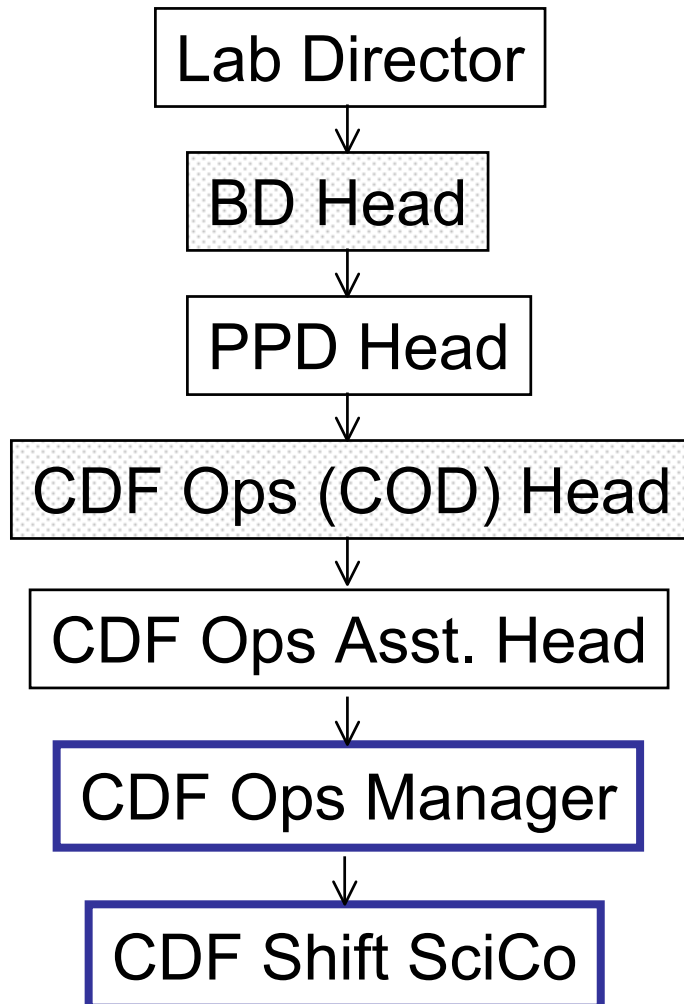 Lab Director
BD Head
PPD Head
CDF Ops (COD) Head
CDF Ops Asst. Head
CDF Ops Manager
CDF Shift SciCo